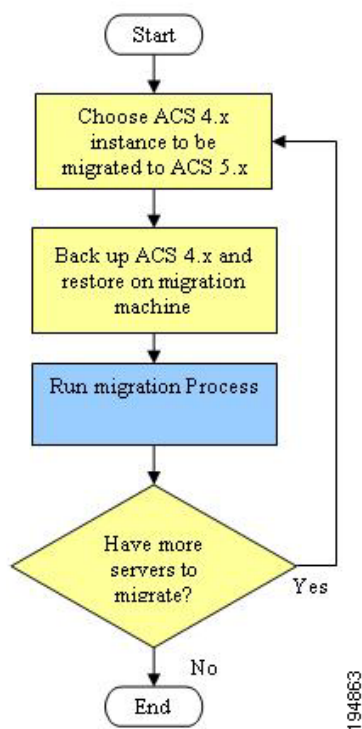 Start
Choose ACS 4.x
instance to be
migrated to ACS 5.x
Back up ACS 4.x and
restore on migration
machine
Run migration Process
Have more
servers to
migrate?
Yes
No
End
194863